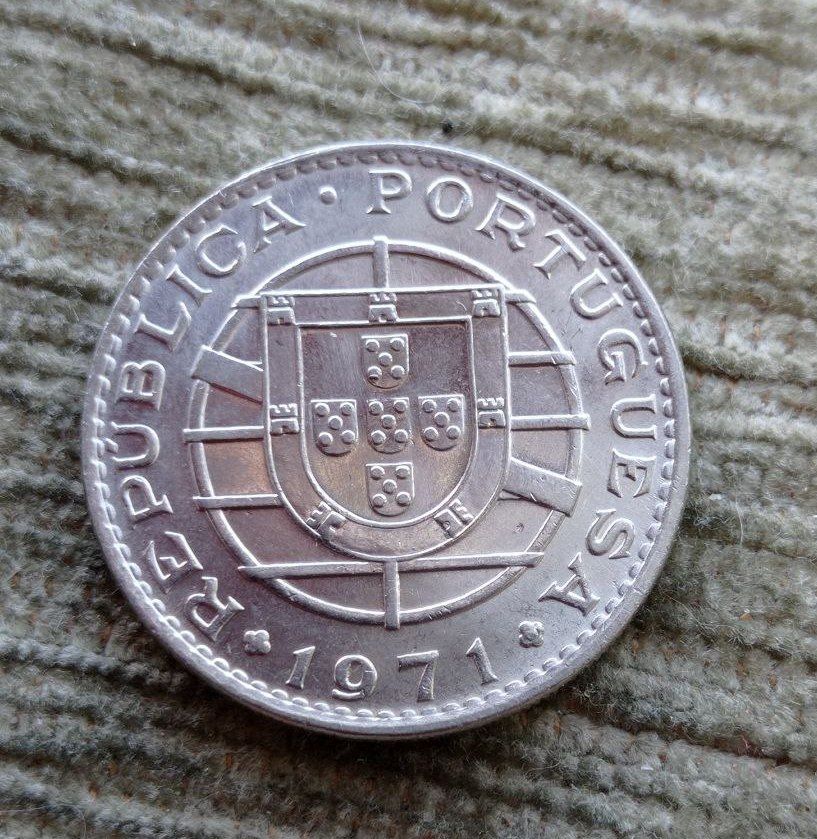 REPUBLICA · PORTUGUESA
1971